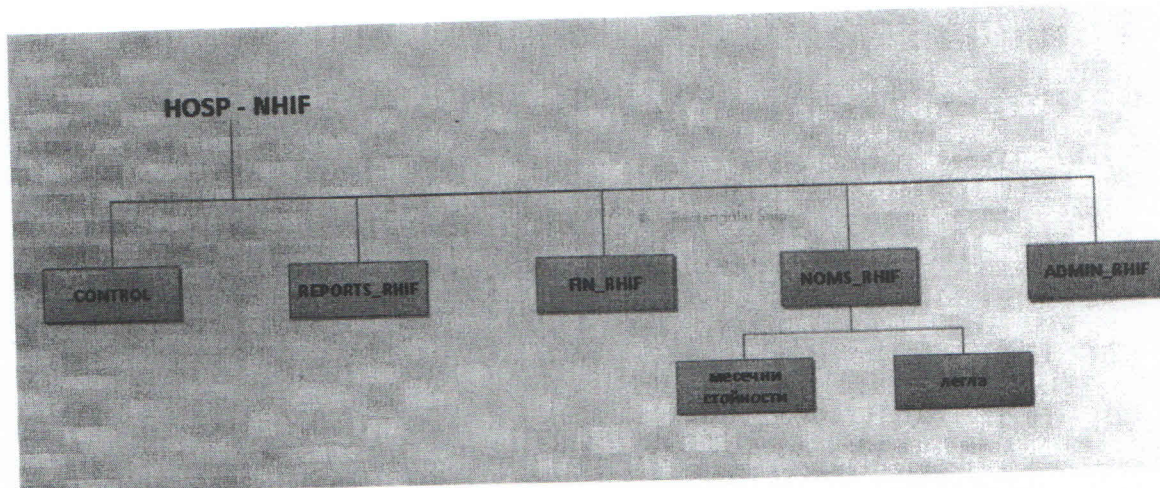 HOSP - NHIF
CONTROL
REPORTS_RHIF
FIN_RHIF
NOMS_RHIF
ADMIN_RHIF
месечни
стойности
легла